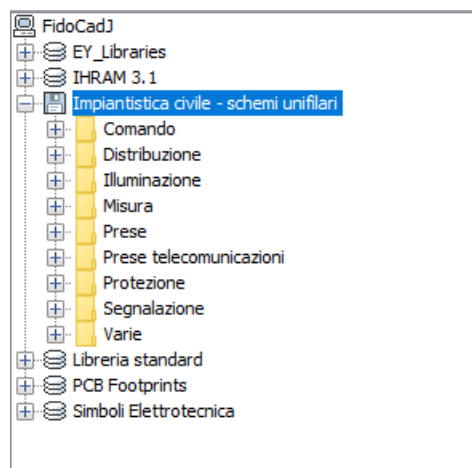 FidoCadJ
EY_Libraries
IHRAM 3.1
Impiantistica civile - schemi unifilari
Comando
Distribuzione
Illuminazione
Misura
Prese
Prese telecomunicazioni
Protezione
Segnalazione
Varie
Libreria standard
PCB Footprints
Simboli Elettrotecnica